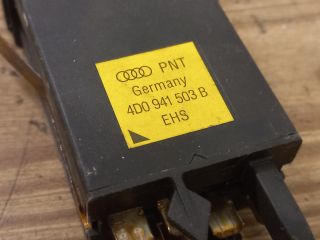 PNT
Germany
4D0 941 503 B
EHS